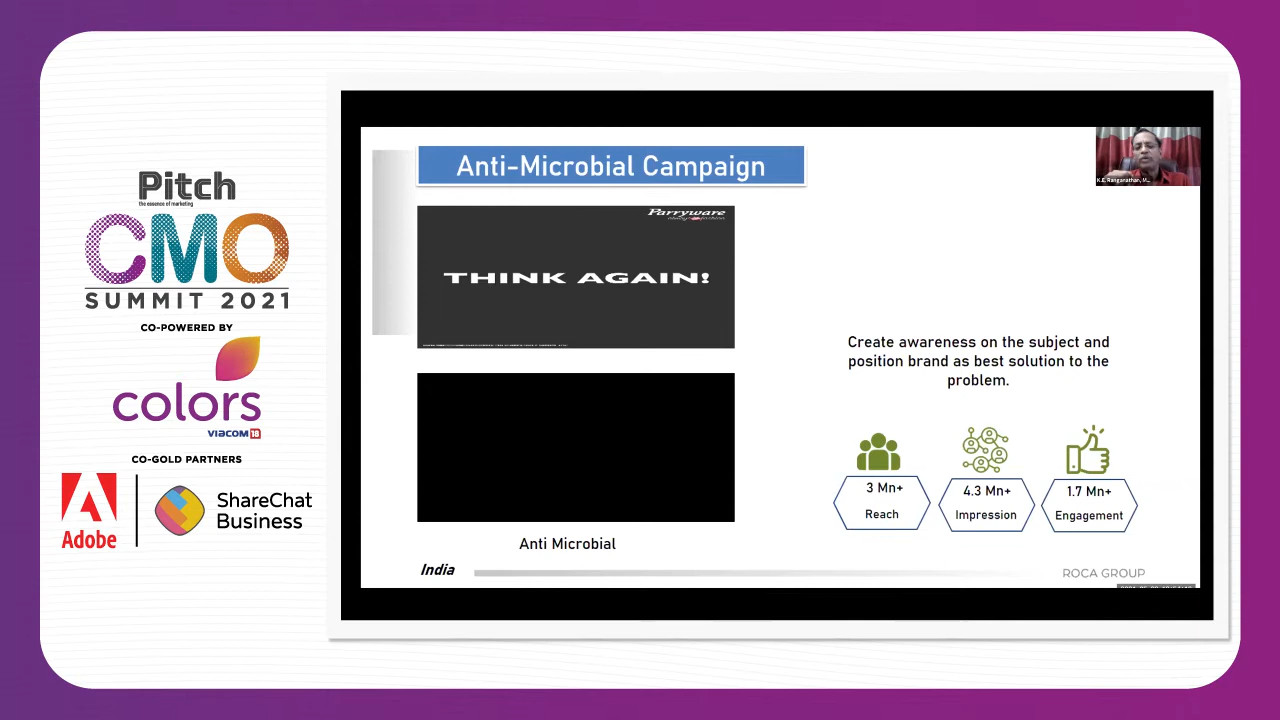 Pitch
the essence of marketing
CMO
SUMMIT 2021
CO-POWERED BY
colors
VIACOM18
CO-GOLD PARTNERS
Adobe
ShareChat
Business
Anti-Microbial Campaign
K.E. Ranganathan, M...
Parryware
THINK AGAIN!
Create awareness on the subject and
position brand as best solution to the
problem.
3 Mn+
Reach
4.3 Mn+
Impression
1.7 Mn+
Engagement
Anti Microbial
India
ROCA GROUP